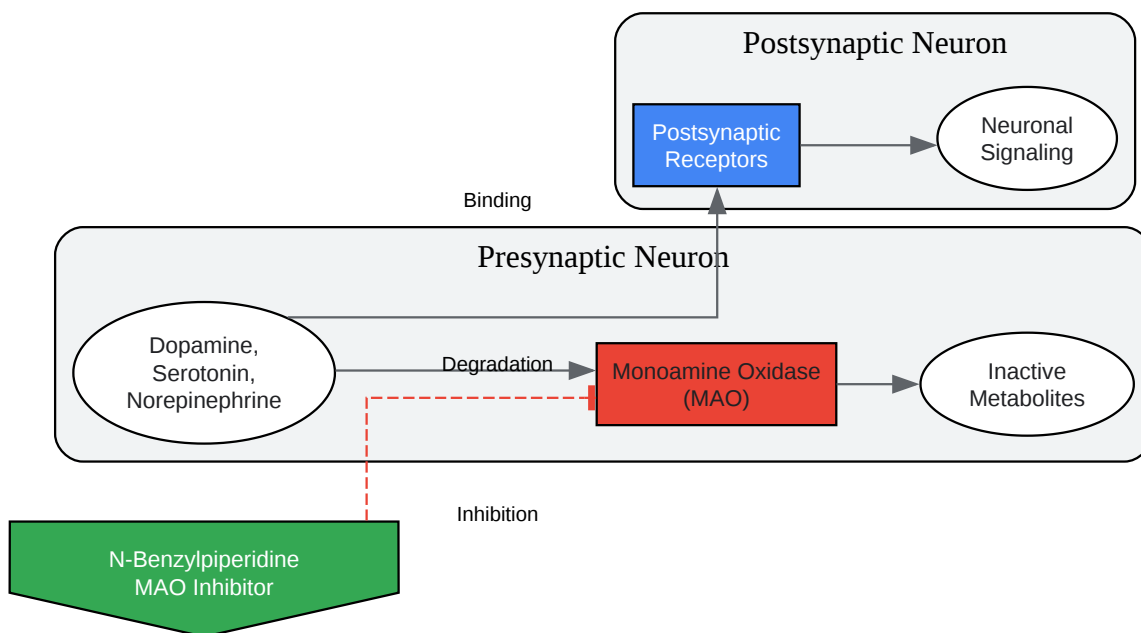 Postsynaptic Neuron
Postsynaptic
Receptors
Neuronal
Signaling
Binding
Presynaptic Neuron
Dopamine,
Serotonin,
Norepinephrine
Degradation
Monoamine Oxidase
(MAO)
Inactive
Metabolites
Inhibition
N-Benzylpiperidine
MAO Inhibitor